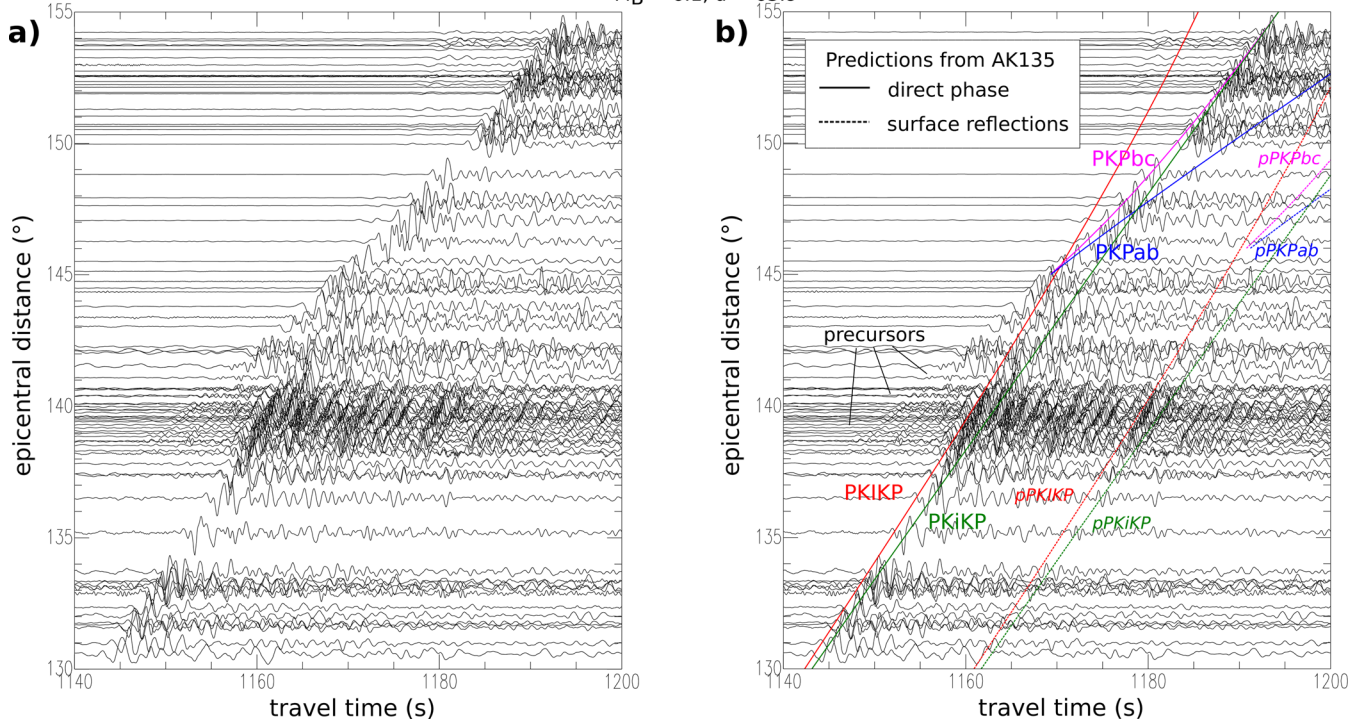 a)
155
150
145
140
135
130
epicentral distance (°)
1140
1160
1180
1200
travel time (s)
b)
155
150
145
140
135
130
epicentral distance (°)
Predictions from AK135
direct phase
surface reflections
PKPbc
pPKPbc
PKPab
pPKPab
precursors
PKIKP
pPKIKP
PKiKP
pPKiKP
1140
1160
1180
1200
travel time (s)